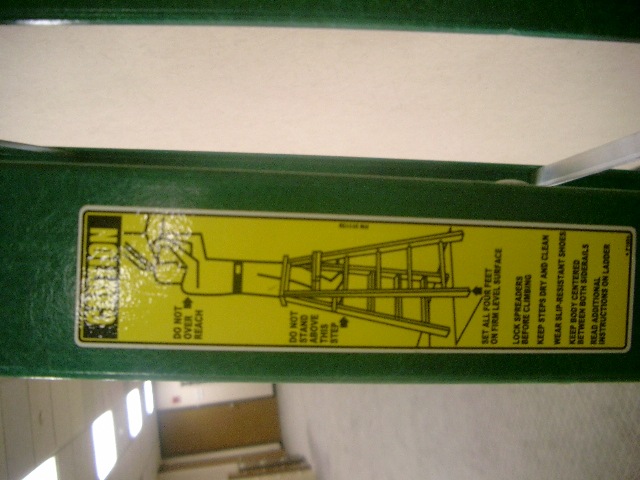 CAUTION
DO NOT
OVER
REACH
DO NOT
STAND
ABOVE
THIS
STEP
SET ALL FOUR FEET
ON FIRM LEVEL SURFACE
LOCK SPREADERS
BEFORE CLIMBING
KEEP STEPS DRY AND CLEAN
WEAR SLIP-RESISTANT SHOES
KEEP BODY CENTERED
BETWEEN BOTH SIDERAILS
READ ADDITIONAL
INSTRUCTIONS ON LADDER